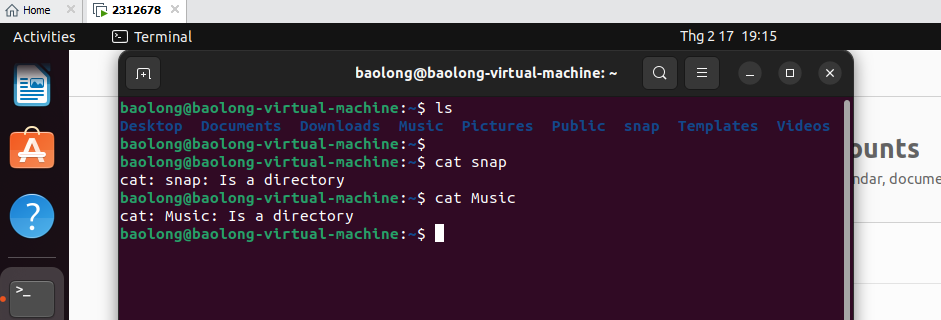 Home
2312678
Activities
Terminal
Thg 2 17 19:15
baolong@baolong-virtual-machine: ~
baolong@baolong-virtual-machine:~$ ls
Desktop Documents Downloads Music Pictures Public snap Templates Videos
baolong@baolong-virtual-machine:~$
baolong@baolong-virtual-machine:~$ cat snap
cat: snap: Is a directory
baolong@baolong-virtual-machine:~$ cat Music
cat: Music: Is a directory
baolong@baolong-virtual-machine:~$
ounts
ndar, docume
>_
?